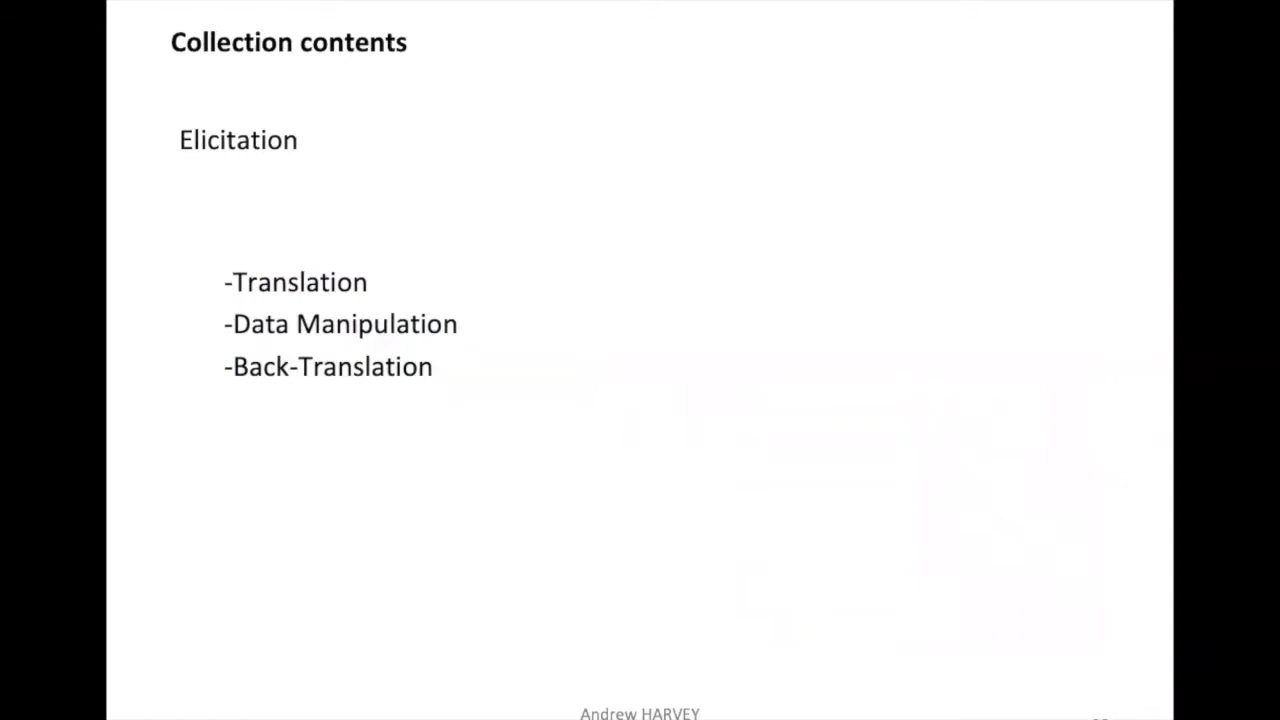 Collection contents
Elicitation
-Translation
-Data Manipulation
-Back-Translation
Andrew HARVEY